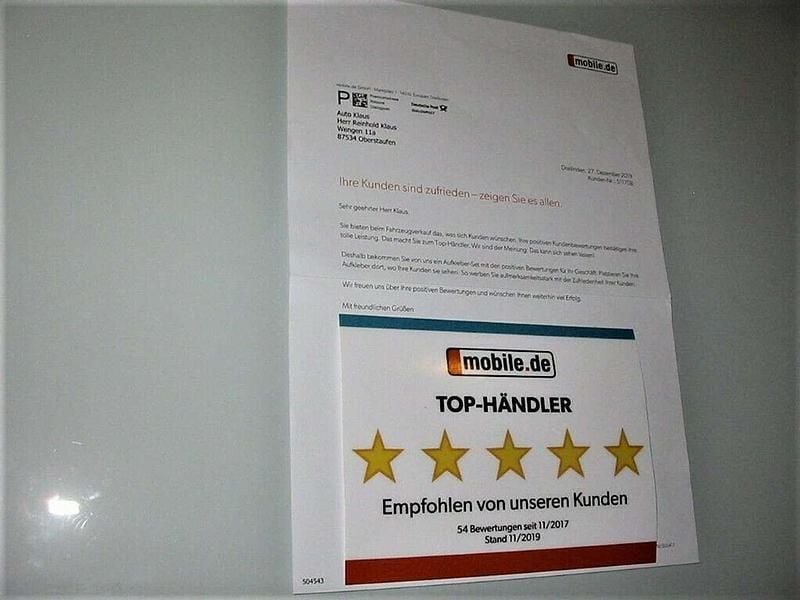 mobile.de
P
Deutsche Post
Auto Klaus
Herr Reinhold Klaus
Wengen 11a
87534 Oberstaufen
Dreilinden, 27. Dezember 2019
Kunden-Nr.:
Ihre Kunden sind zufrieden – zeigen Sie es allen.
Sehr geehrter Herr Klaus,
Sie bieten beim Fahrzeugverkauf das, was sich Kunden wünschen. Ihre positiven Kundenbewertungen bestätigen Ihre
tolle Leistung. Das macht Sie zum Top-Händler. Wir sind der Meinung: Das kann sich sehen lassen!
Deshalb bekommen Sie von uns ein Aufkleber-Set mit den positiven Bewertungen für Ihr Geschäft. Platzieren Sie Ihre
Aufkleber dort, wo Ihre Kunden sie sehen. So werben Sie aufmerksamkeitsstark mit der Zufriedenheit Ihrer Kunden.
Wir freuen uns über Ihre positiven Bewertungen und wünschen Ihnen weiterhin viel Erfolg.
Mit freundlichen Grüßen
mobile.de
TOP-HÄNDLER
Empfohlen von unseren Kunden
54 Bewertungen seit 11/2017
Stand 11/2019
504543